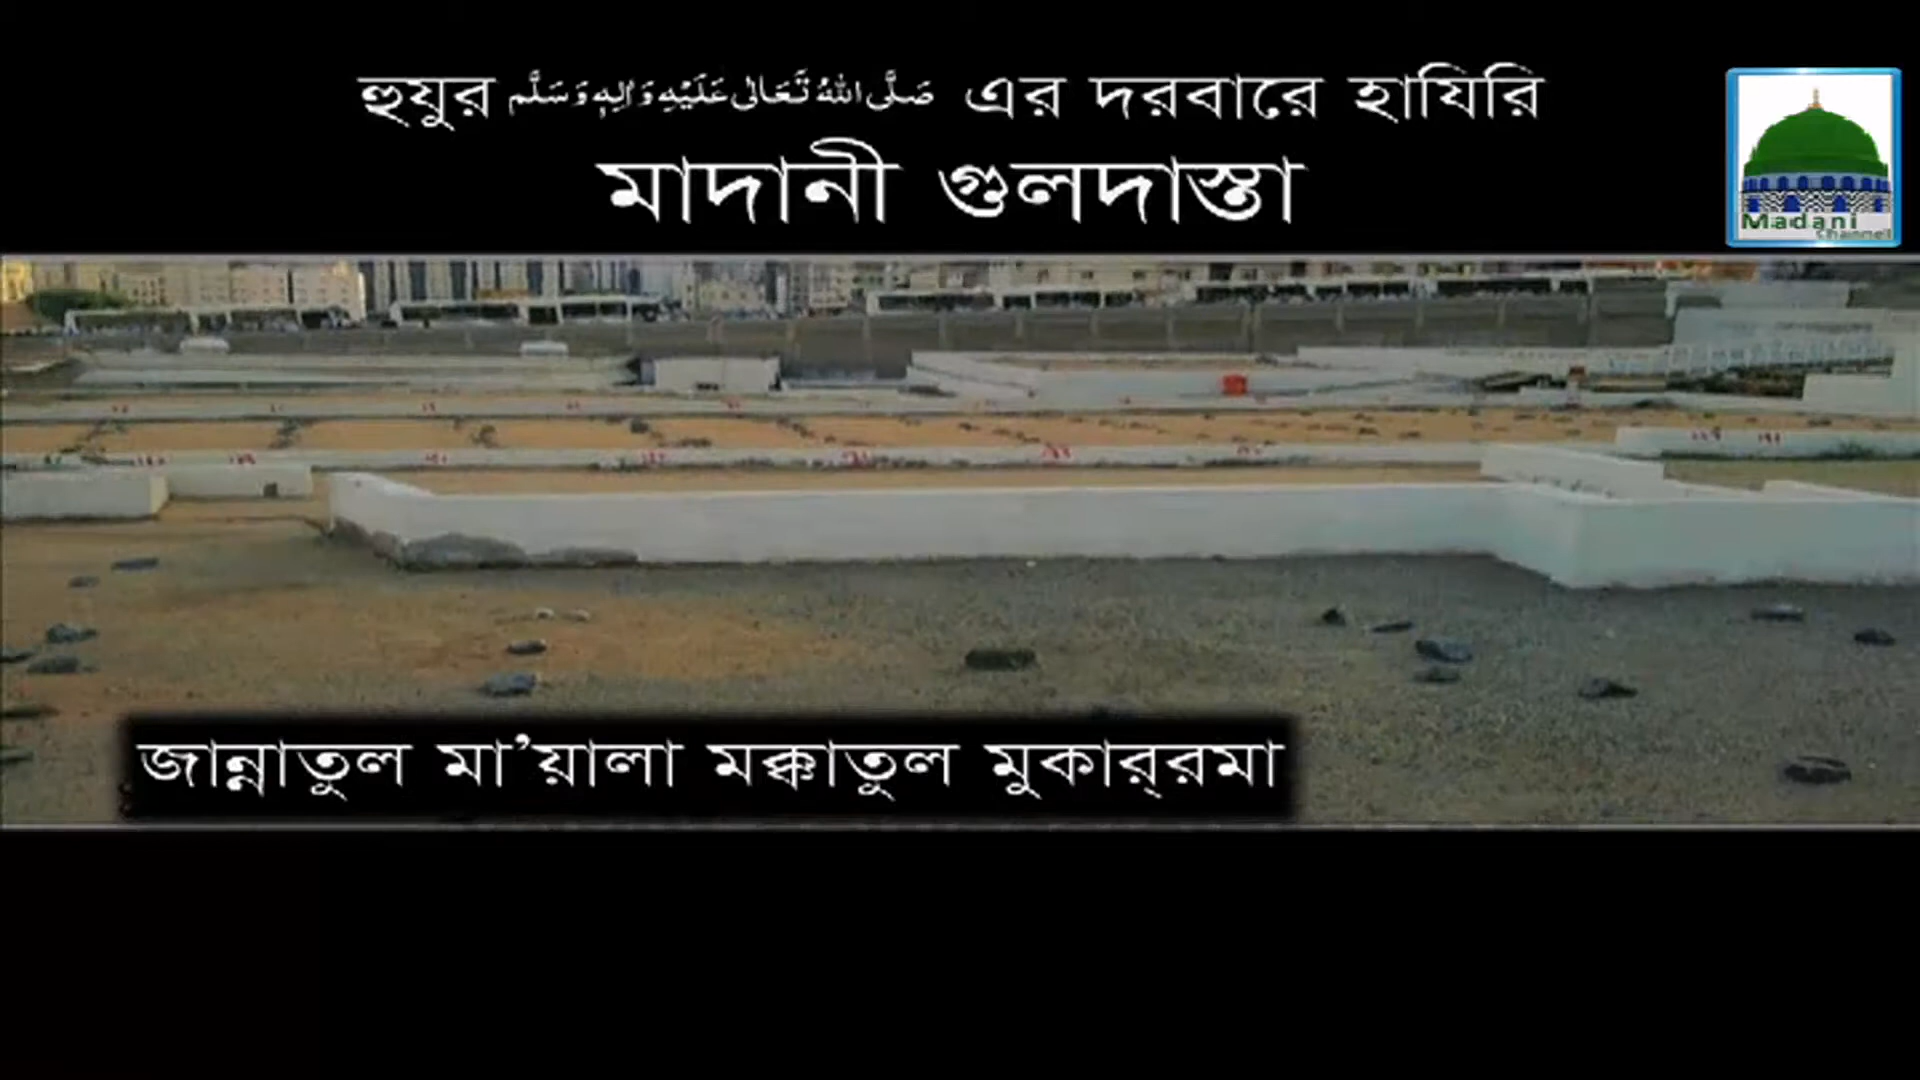 হুযুর صَلَّى اللهُ تَعَالٰى عَلَيْهِ وَاٰلِهٖ وَسَلَّم এর দরবারে হাযিরি
মাদানী গুলদাস্তা
Madani
Channel
জান্নাতুল মা’য়ালা মক্কাতুল মুকার্‌রমা